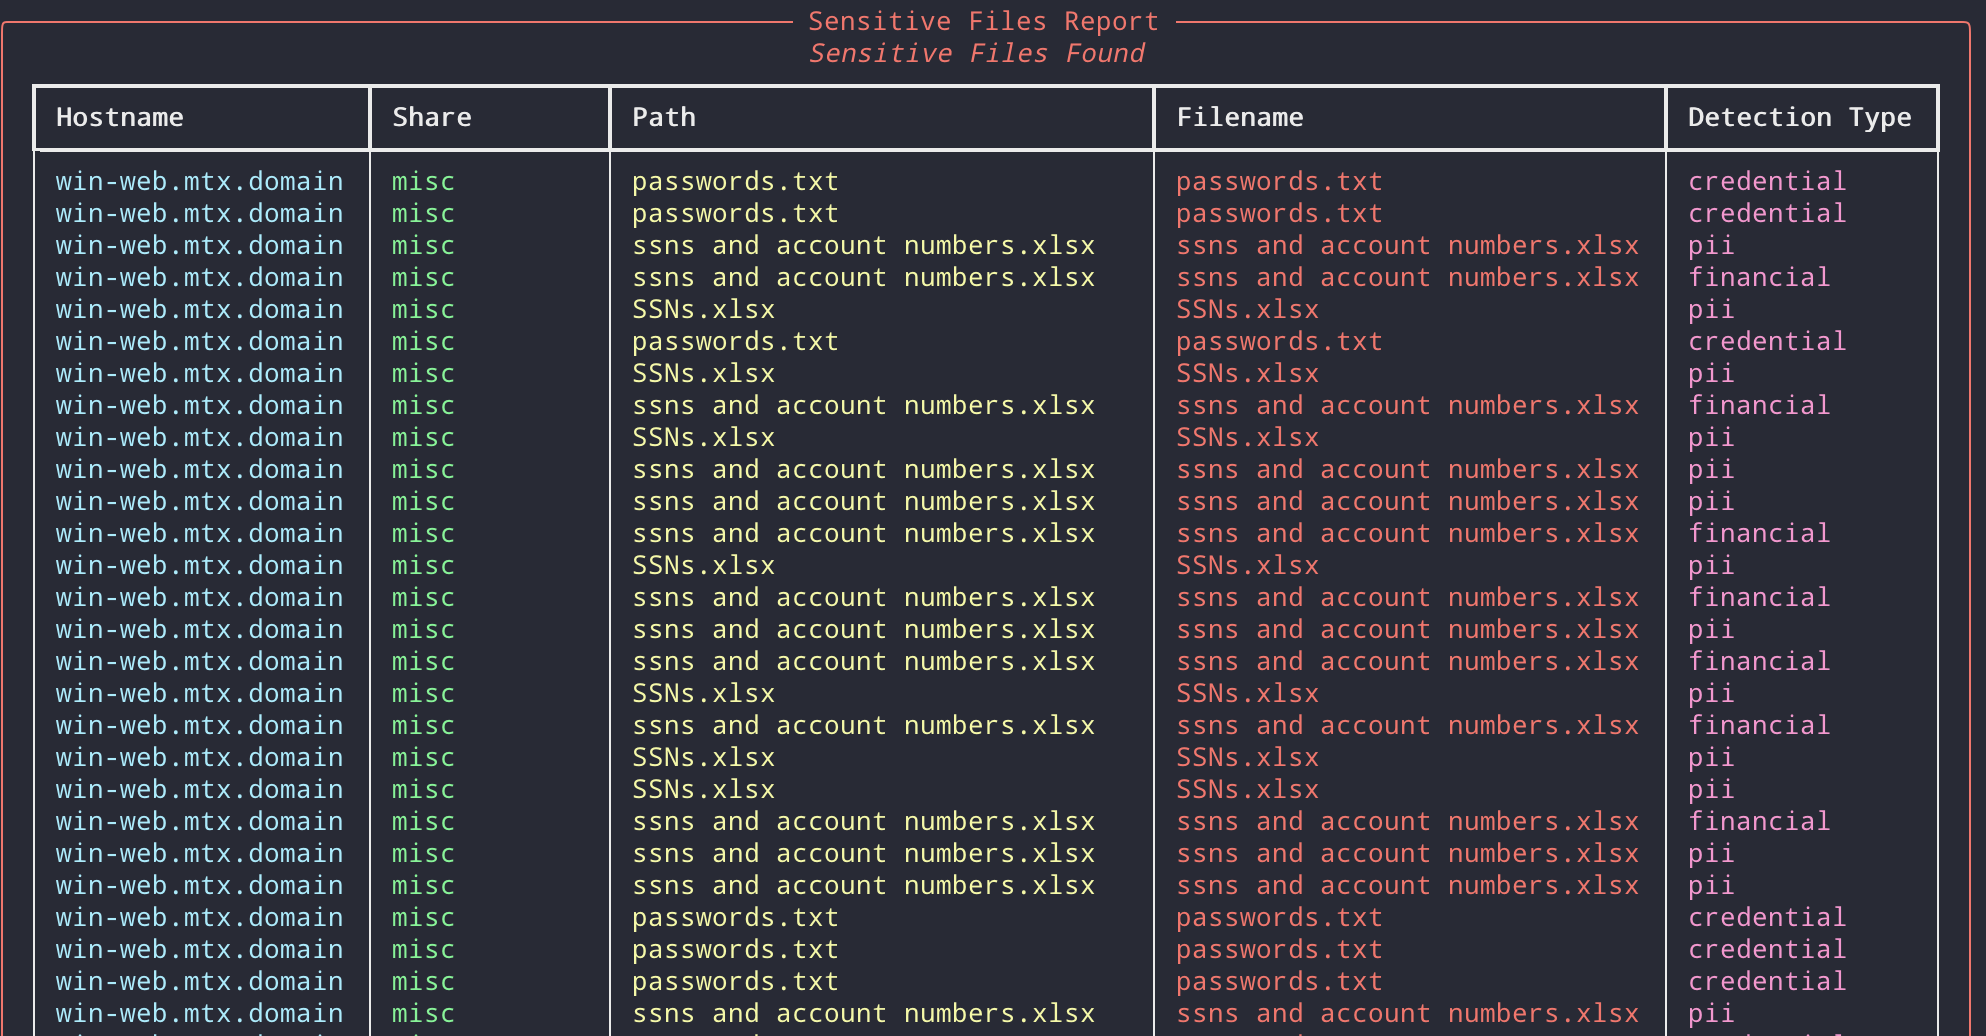 Sensitive Files Report
Sensitive Files Found
Hostname Share Path Filename Detection Type
win-web.mtx.domain misc passwords.txt passwords.txt credential
win-web.mtx.domain misc passwords.txt passwords.txt credential
win-web.mtx.domain misc ssns and account numbers.xlsx ssns and account numbers.xlsx pii
win-web.mtx.domain misc ssns and account numbers.xlsx ssns and account numbers.xlsx financial
win-web.mtx.domain misc SSNs.xlsx SSNs.xlsx pii
win-web.mtx.domain misc passwords.txt passwords.txt credential
win-web.mtx.domain misc SSNs.xlsx SSNs.xlsx pii
win-web.mtx.domain misc ssns and account numbers.xlsx ssns and account numbers.xlsx financial
win-web.mtx.domain misc SSNs.xlsx SSNs.xlsx pii
win-web.mtx.domain misc ssns and account numbers.xlsx ssns and account numbers.xlsx pii
win-web.mtx.domain misc ssns and account numbers.xlsx ssns and account numbers.xlsx pii
win-web.mtx.domain misc ssns and account numbers.xlsx ssns and account numbers.xlsx financial
win-web.mtx.domain misc SSNs.xlsx SSNs.xlsx pii
win-web.mtx.domain misc ssns and account numbers.xlsx ssns and account numbers.xlsx financial
win-web.mtx.domain misc ssns and account numbers.xlsx ssns and account numbers.xlsx pii
win-web.mtx.domain misc ssns and account numbers.xlsx ssns and account numbers.xlsx financial
win-web.mtx.domain misc SSNs.xlsx SSNs.xlsx pii
win-web.mtx.domain misc ssns and account numbers.xlsx ssns and account numbers.xlsx financial
win-web.mtx.domain misc SSNs.xlsx SSNs.xlsx pii
win-web.mtx.domain misc SSNs.xlsx SSNs.xlsx pii
win-web.mtx.domain misc ssns and account numbers.xlsx ssns and account numbers.xlsx financial
win-web.mtx.domain misc ssns and account numbers.xlsx ssns and account numbers.xlsx pii
win-web.mtx.domain misc ssns and account numbers.xlsx ssns and account numbers.xlsx pii
win-web.mtx.domain misc passwords.txt passwords.txt credential
win-web.mtx.domain misc passwords.txt passwords.txt credential
win-web.mtx.domain misc passwords.txt passwords.txt credential
win-web.mtx.domain misc ssns and account numbers.xlsx ssns and account numbers.xlsx pii